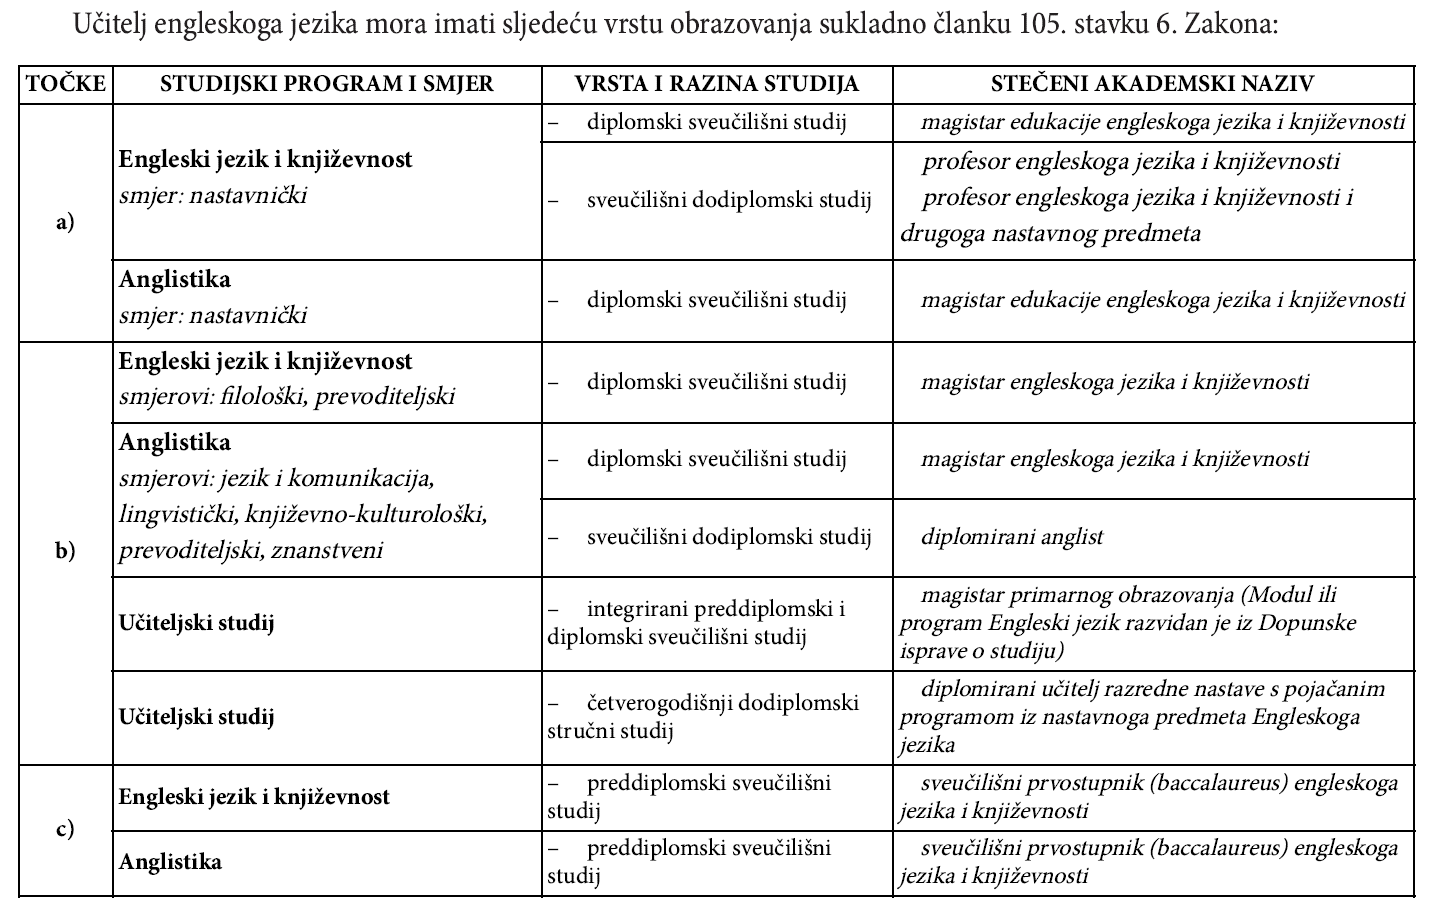 Učitelj engleskoga jezika mora imati sljedeću vrstu obrazovanja sukladno članku 105. stavku 6. Zakona:
TOČKE STUDIJSKI PROGRAM I SMJER VRSTA I RAZINA STUDIJA STEČENI AKADEMSKI NAZIV
a)
Engleski jezik i književnost
smjer: nastavnički
– diplomski sveučilišni studij
magistar edukacije engleskoga jezika i književnosti
– sveučilišni dodiplomski studij
profesor engleskoga jezika i književnosti
profesor engleskoga jezika i književnosti i
drugoga nastavnog predmeta
Anglistika
smjer: nastavnički
– diplomski sveučilišni studij
magistar edukacije engleskoga jezika i književnosti
b)
Engleski jezik i književnost
smjerovi: filološki, prevoditeljski
– diplomski sveučilišni studij
magistar engleskoga jezika i književnosti
Anglistika
smjerovi: jezik i komunikacija,
lingvistički, književno-kulturološki,
prevoditeljski, znanstveni
– diplomski sveučilišni studij
magistar engleskoga jezika i književnosti
– sveučilišni dodiplomski studij
diplomirani anglist
Učiteljski studij
– integrirani preddiplomski i
diplomski sveučilišni studij
magistar primarnog obrazovanja (Modul ili
program Engleski jezik razvidan je iz Dopunske
isprave o studiju)
Učiteljski studij
– četverogodišnji dodiplomski
stručni studij
diplomirani učitelj razredne nastave s pojačanim
programom iz nastavnoga predmeta Engleskoga
jezika
c)
Engleski jezik i književnost
– preddiplomski sveučilišni
studij
sveučilišni prvostupnik (baccalaureus) engleskoga
jezika i književnosti
Anglistika
– preddiplomski sveučilišni
studij
sveučilišni prvostupnik (baccalaureus) engleskoga
jezika i književnosti